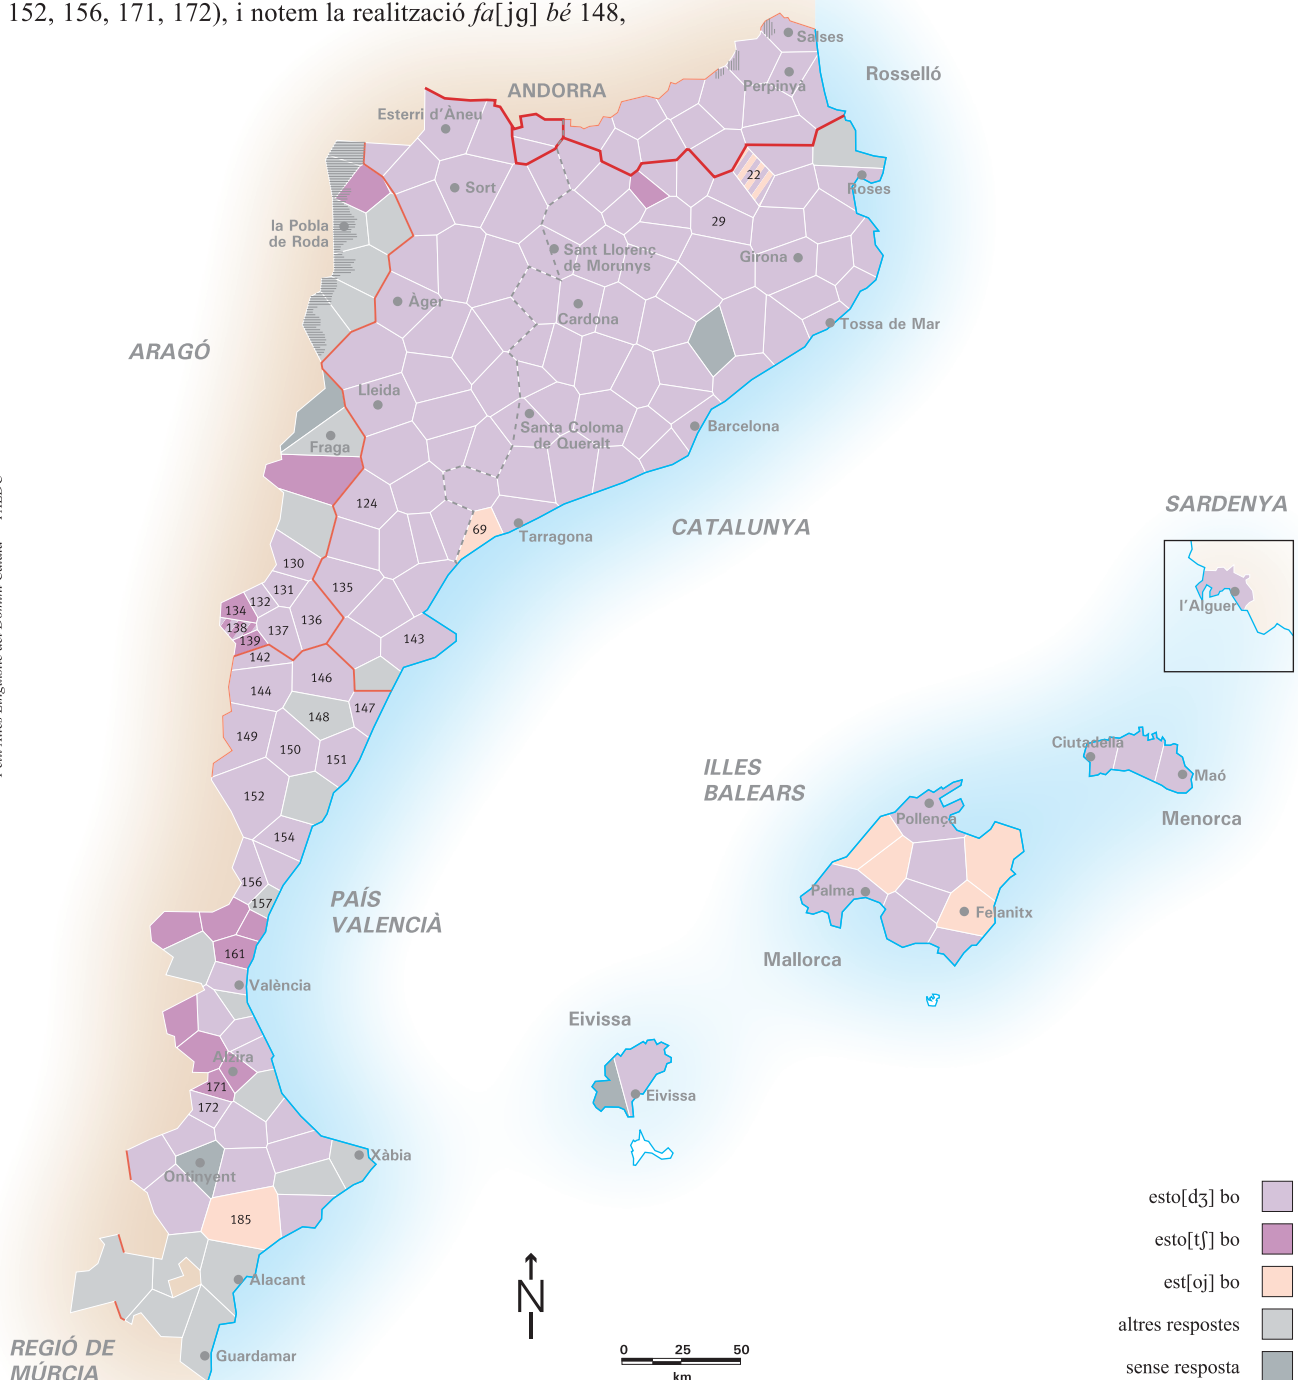 152, 156, 171, 172), i notem la realització fa[jɡ] bé 148,
Salses
Rosselló
Perpinyà
ANDORRA
Esterri d'Àneu
22
Roses
Sort
29
la Pobla
de Roda
Sant Llorenç
de Morunys
Girona
Àger
Cardona
Tossa de Mar
ARAGÓ
Lleida
Santa Coloma
de Queralt
Barcelona
Fraga
124
69
Tarragona
CATALUNYA
SARDENYA
l'Alguer
130
131
135
132
134
136
138
137
139
143
142
146
144
147
148
149
150
151
152
154
156
157
161
València
PAÍS
VALENCIÀ
ILLES
BALEARS
Ciutadella
Maó
Menorca
Pollença
Palma
Felanitx
Mallorca
Eivissa
Eivissa
Alzira
171
172
Xàbia
Ontinyent
185
Alacant
Guardamar
REGIÓ DE
MÚRCIA
N
0 25 50
km
esto[dʒ] bo
esto[tʃ] bo
est[oj] bo
altres respostes
sense resposta